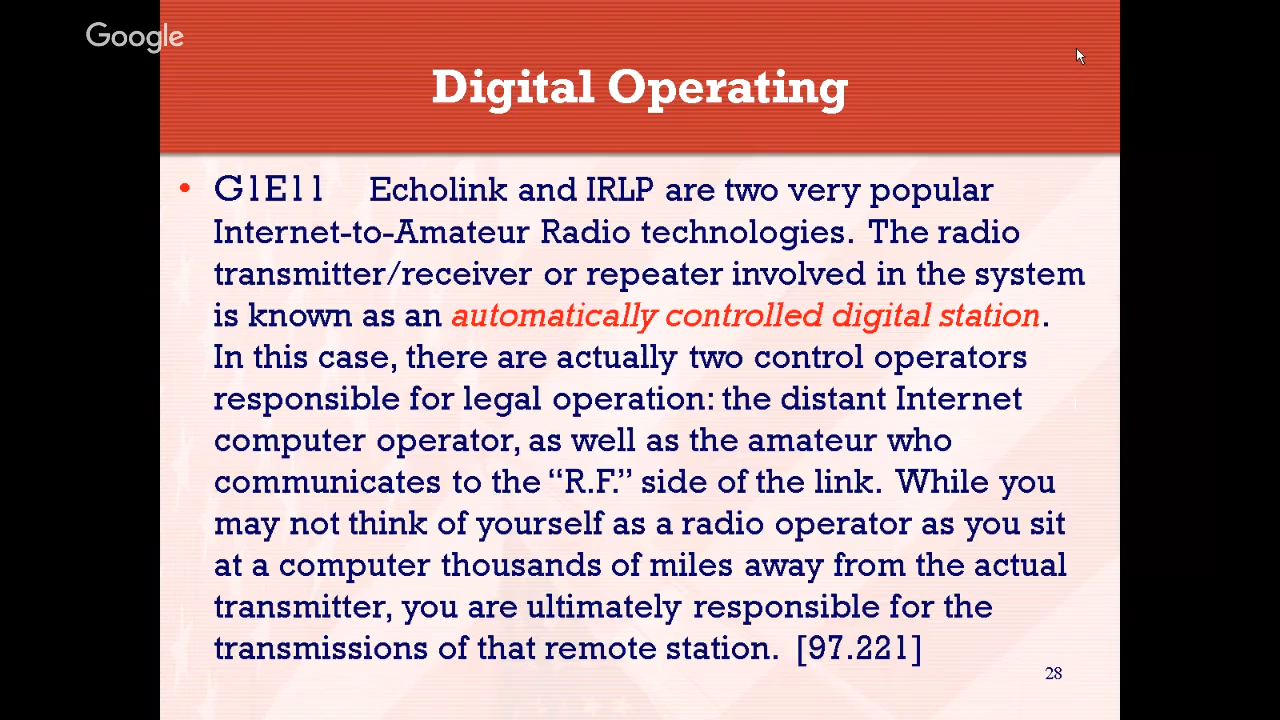 Google
Digital Operating
• G1E11 Echolink and IRLP are two very popular
Internet-to-Amateur Radio technologies. The radio
transmitter/receiver or repeater involved in the system
is known as an automatically controlled digital station.
In this case, there are actually two control operators
responsible for legal operation: the distant Internet
computer operator, as well as the amateur who
communicates to the “R.F.” side of the link. While you
may not think of yourself as a radio operator as you sit
at a computer thousands of miles away from the actual
transmitter, you are ultimately responsible for the
transmissions of that remote station. [97.221]
28